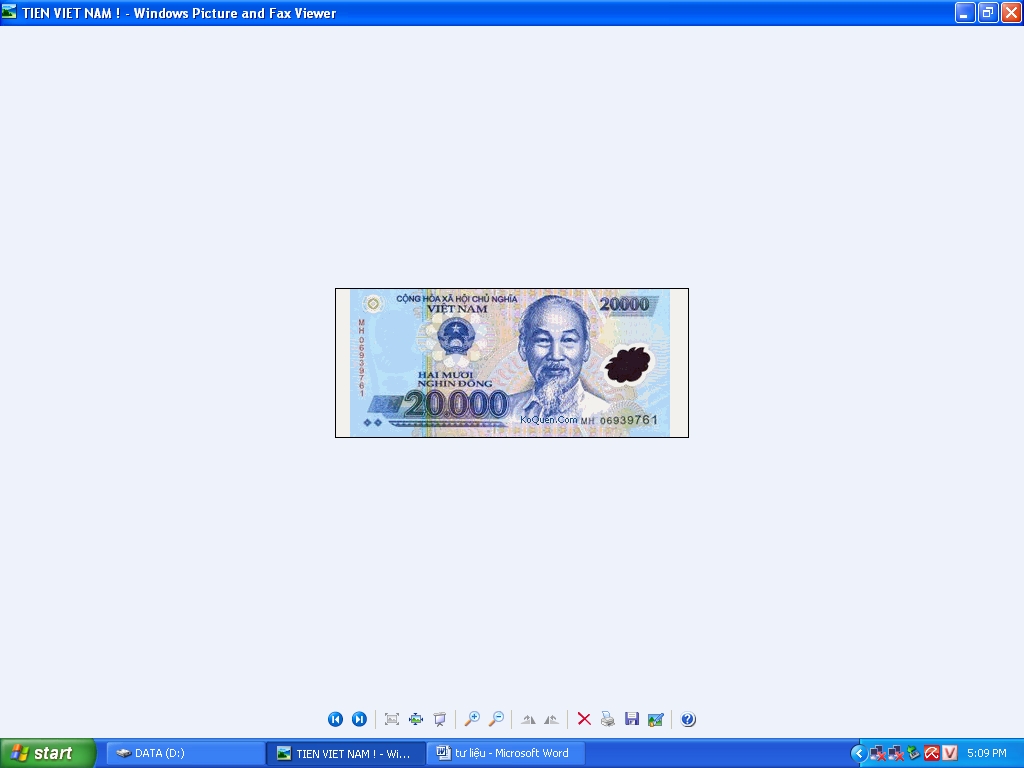 TIEN VIET NAM ! - Windows Picture and Fax Viewer
CỘNG HÒA XÃ HỘI CHỦ NGHĨA
VIỆT NAM
20000
MH 06939761
HAI MƯƠI
NGHÌN ĐỒNG
20.000
KoQuen.Com
MH 06939761
start
DATA (D:)
TIEN VIET NAM ! - Wi...
tư liệu - Microsoft Word
V
5:09 PM